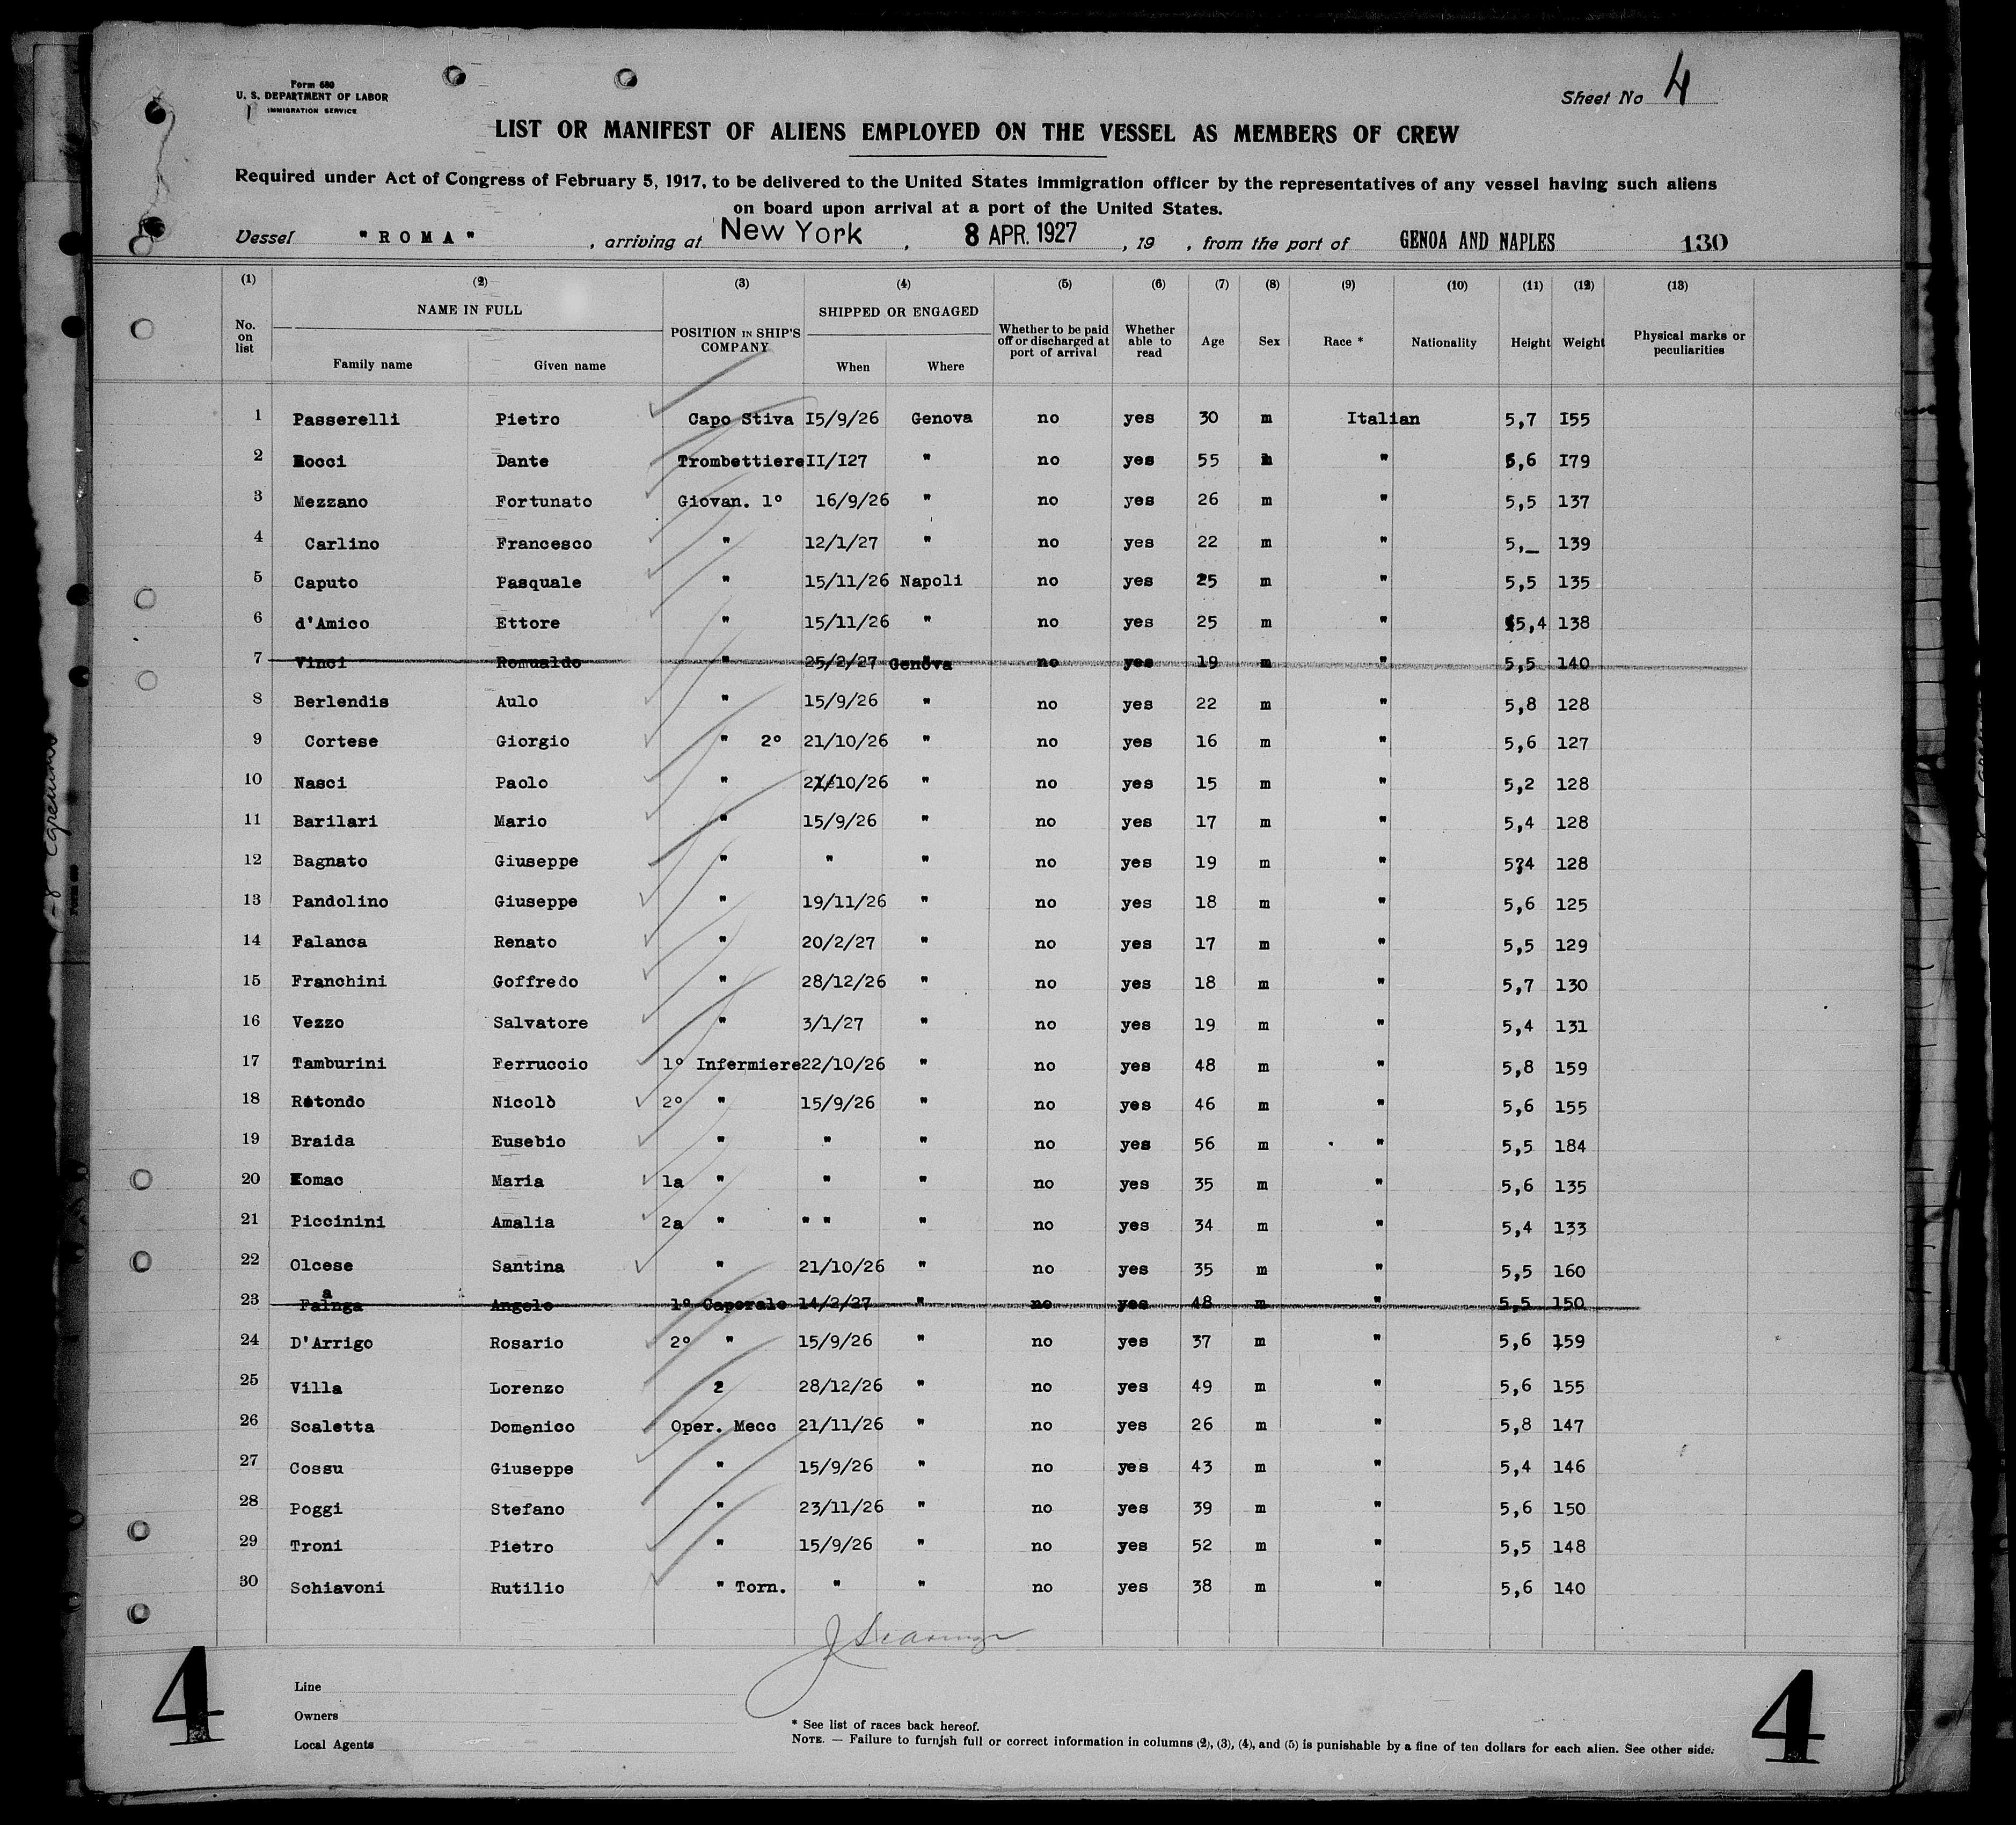 Form 680
U. S. DEPARTMENT OF LABOR
IMMIGRATION SERVICE
Sheet No 4
LIST OR MANIFEST OF ALIENS EMPLOYED ON THE VESSEL AS MEMBERS OF CREW
Required under Act of Congress of February 5, 1917, to be delivered to the United States immigration officer by the representatives of any vessel having such aliens
on board upon arrival at a port of the United States.
Vessel "ROMA" , arriving at New York , 8 APR. 1927 , 19 , from the port of GENOA AND NAPLES 130
(1) (2) (3) (4) (5) (6) (7) (8) (9) (10) (11) (12) (13)
No. on list NAME IN FULL Family name Given name POSITION IN SHIP'S COMPANY SHIPPED OR ENGAGED When Where Whether to be paid off or discharged at port of arrival Whether able to read Age Sex Race * Nationality Height Weight Physical marks or peculiarities
1 Passerelli Pietro Capo Stiva I5/9/26 Genova no yes 30 m Italian 5,7 I55
2 Rocci Dante Trombettiere II/I27 " no yes 55 m " 5,6 I79
3 Mezzano Fortunato Giovan. 1° 16/9/26 " no yes 26 m " 5,5 137
4 Carlino Francesco " 12/1/27 " no yes 22 m " 5,_ 139
5 Caputo Pasquale " 15/11/26 Napoli no yes 25 m " 5,5 135
6 d'Amico Ettore " 15/11/26 " no yes 25 m " 5,4 138
7 Vinci Romualdo " 25/2/27 Genova no yes 19 m " 5,5 140
8 Berlendis Aulo " 15/9/26 " no yes 22 m " 5,8 128
9 Cortese Giorgio " 2° 21/10/26 " no yes 16 m " 5,6 127
10 Nasci Paolo " 21/10/26 " no yes 15 m " 5,2 128
11 Barilari Mario " 15/9/26 " no yes 17 m " 5,4 128
12 Bagnato Giuseppe " " " no yes 19 m " 5,4 128
13 Pandolino Giuseppe " 19/11/26 " no yes 18 m " 5,6 125
14 Falanca Renato " 20/2/27 " no yes 17 m " 5,5 129
15 Franchini Goffredo " 28/12/26 " no yes 18 m " 5,7 130
16 Vezzo Salvatore " 3/1/27 " no yes 19 m " 5,4 131
17 Tamburini Ferruccio 1° Infermiere 22/10/26 " no yes 48 m " 5,8 159
18 Rotondo Nicolò 2° " 15/9/26 " no yes 46 m " 5,6 155
19 Braida Eusebio " " " no yes 56 m " 5,5 184
20 Komac Maria 1a " " " no yes 35 m " 5,6 135
21 Piccinini Amalia 2a " " " " no yes 34 m " 5,4 133
22 Olcese Santina " 21/10/26 " no yes 35 m " 5,5 160
23 Angelo 1° Caporale 14/2/27 " no yes 48 m " 5,5 150
24 D'Arrigo Rosario 2° " 15/9/26 " no yes 37 m " 5,6 159
25 Villa Lorenzo 2 28/12/26 " no yes 49 m " 5,6 155
26 Scaletta Domenico Oper. Mecc 21/11/26 " no yes 26 m " 5,8 147
27 Cossu Giuseppe " 15/9/26 " no yes 43 m " 5,4 146
28 Poggi Stefano " 23/11/26 " no yes 39 m " 5,6 150
29 Troni Pietro " 15/9/26 " no yes 52 m " 5,5 148
30 Schiavoni Rutilio " Torn. " " no yes 38 m " 5,6 140
4
Line
Owners
Local Agents
* See list of races back hereof.
NOTE. — Failure to furnish full or correct information in columns (2), (3), (4), and (5) is punishable by a fine of ten dollars for each alien. See other side.
4